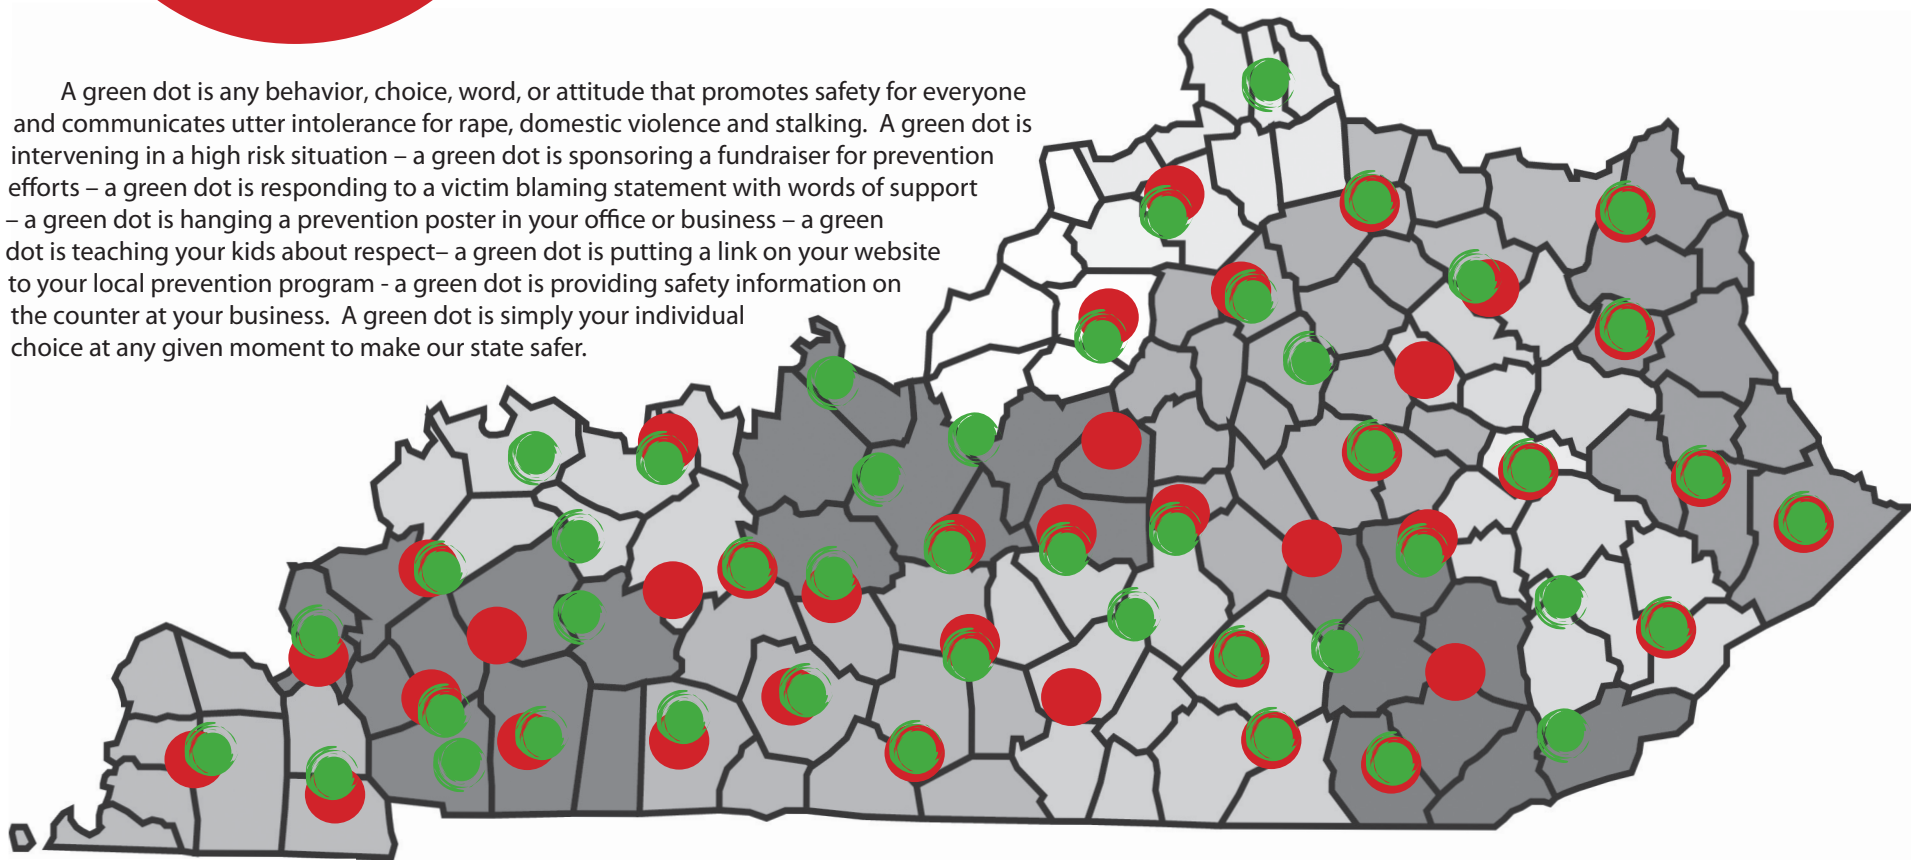 A green dot is any behavior, choice, word, or attitude that promotes safety for everyone
and communicates utter intolerance for rape, domestic violence and stalking.  A green dot is
intervening in a high risk situation – a green dot is sponsoring a fundraiser for prevention
efforts – a green dot is responding to a victim blaming statement with words of support
– a green dot is hanging a prevention poster in your office or business – a green
dot is teaching your kids about respect– a green dot is putting a link on your website
to your local prevention program - a green dot is providing safety information on
the counter at your business.  A green dot is simply your individual
choice at any given moment to make our state safer.